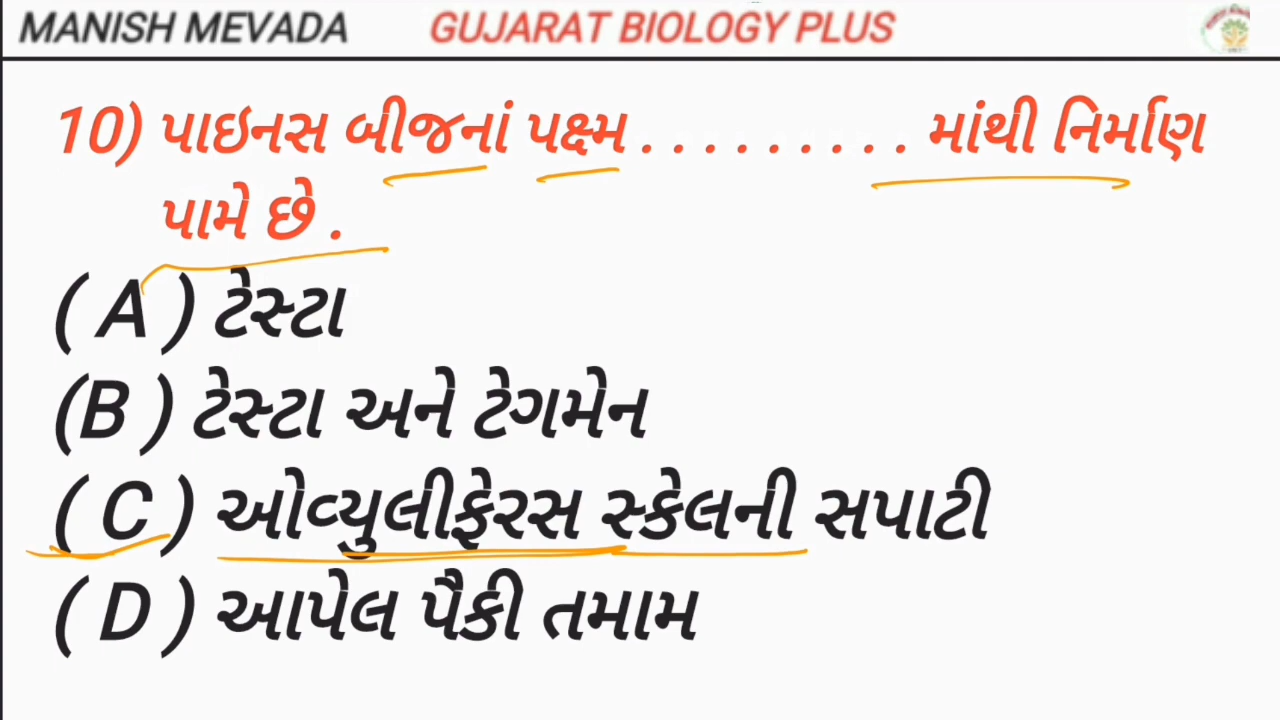 MANISH MEVADA GUJARAT BIOLOGY PLUS
10) પાઇનસ બીજનાં પક્ષ્મ . . . . . . . . . માંથી નિર્માણ
પામે છે .
( A ) ટેસ્ટા
(B ) ટેસ્ટા અને ટેગમેન
( C ) ઓવ્યુલીફેરસ સ્કેલની સપાટી
( D ) આપેલ પૈકી તમામ